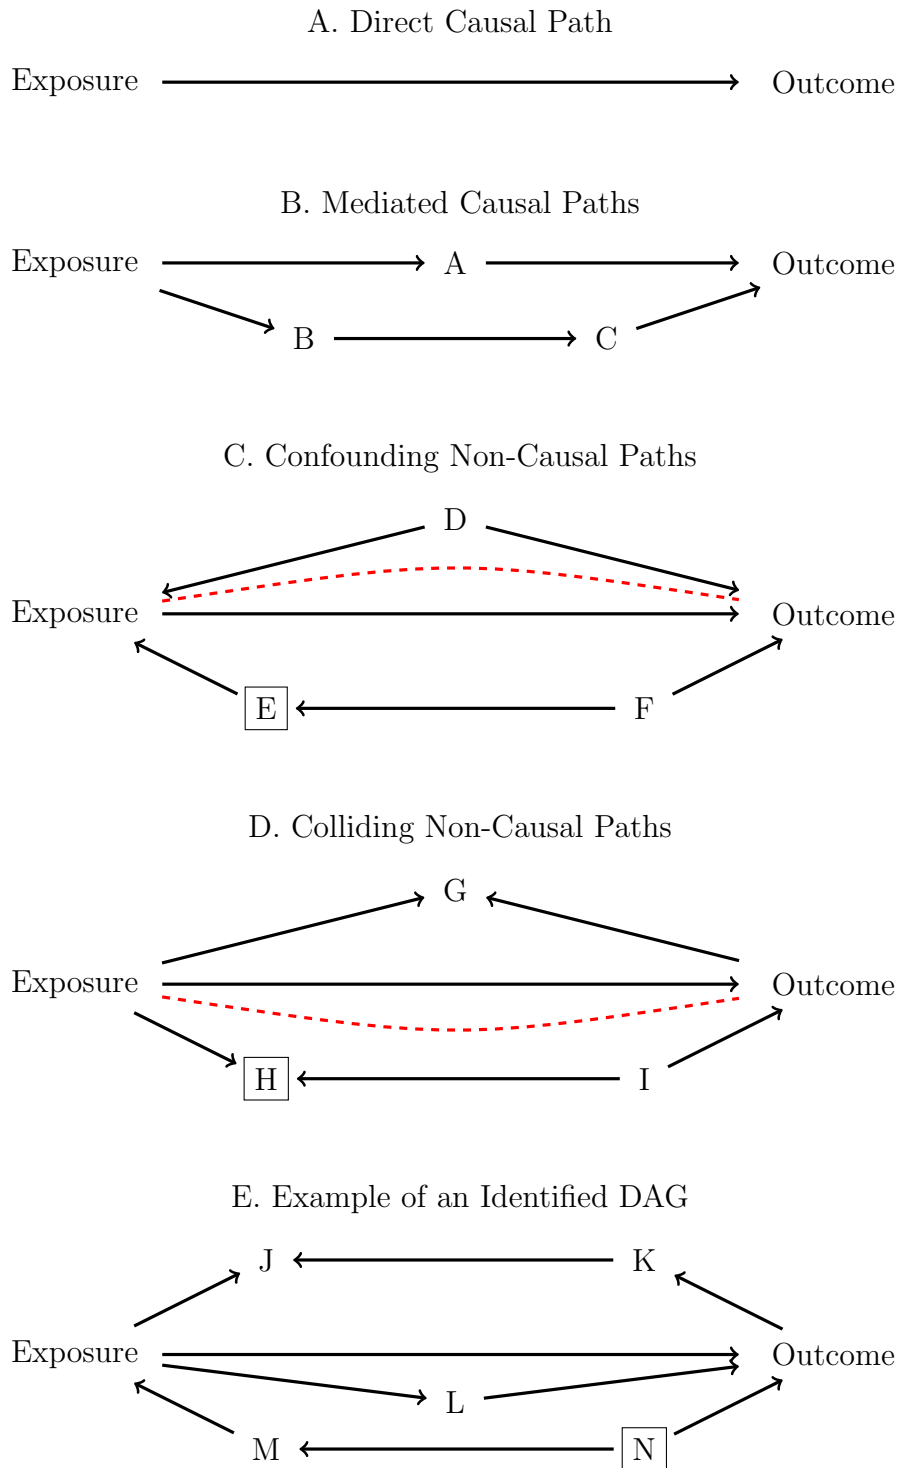 A. Direct Causal Path
Exposure Outcome
B. Mediated Causal Paths
Exposure A Outcome
B C
C. Confounding Non-Causal Paths
D
Exposure Outcome
E F
D. Colliding Non-Causal Paths
G
Exposure Outcome
H I
E. Example of an Identified DAG
J K
Exposure Outcome
L
M N